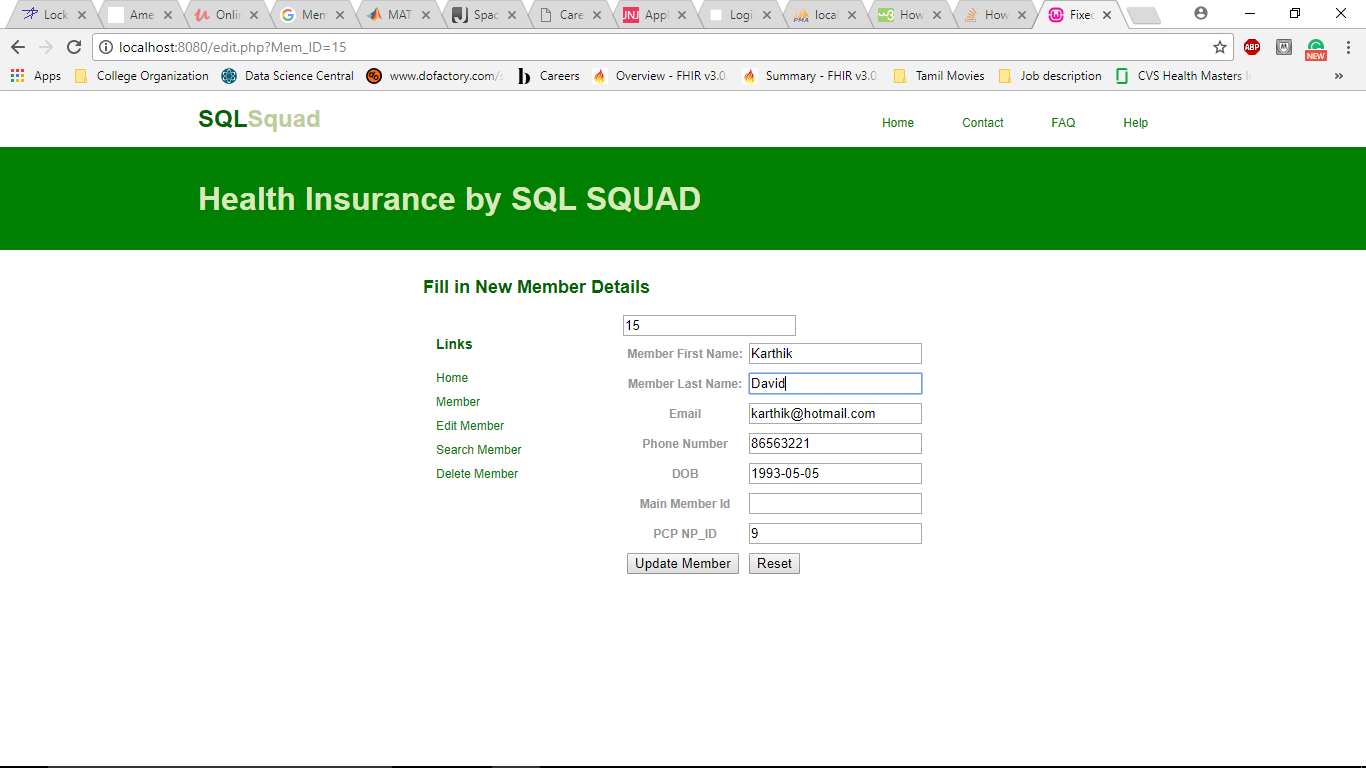 Lock Ame Onlin Mem MAT Spac Care Appl Logi local How How Fixed
localhost:8080/edit.php?Mem_ID=15
ABP NEW
Apps College Organization Data Science Central www.dofactory.com/s Careers Overview - FHIR v3.0. Summary - FHIR v3.0. Tamil Movies Job description CVS Health Masters »
SQLSquad
Home Contact FAQ Help
Health Insurance by SQL SQUAD
Fill in New Member Details
15
Links
Member First Name: Karthik
Home
Member Last Name: David
Member
Email karthik@hotmail.com
Edit Member
Phone Number 86563221
Search Member
DOB 1993-05-05
Delete Member
Main Member Id
PCP NP_ID 9
Update Member Reset